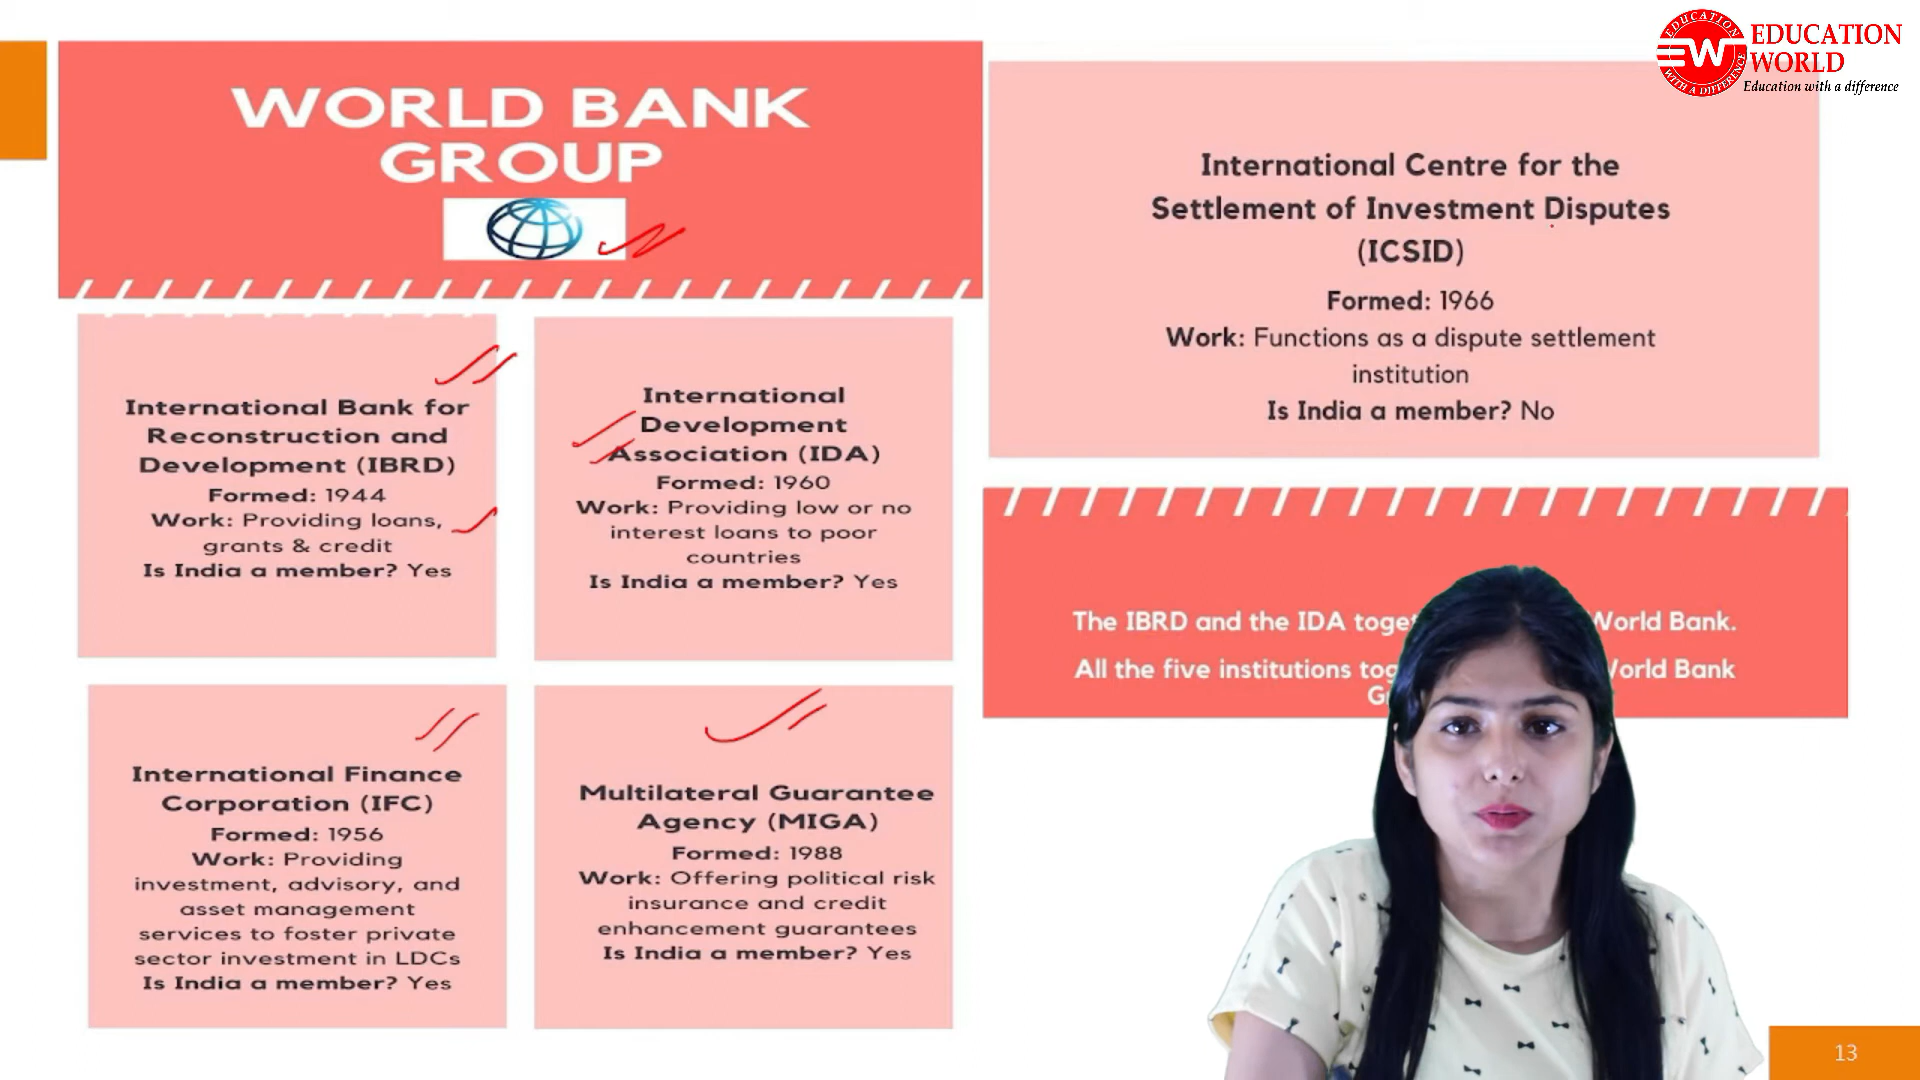 WORLD BANK
GROUP
International Bank for
Reconstruction and
Development (IBRD)
Formed: 1944
Work: Providing loans,
grants & credit
Is India a member? Yes
International
Development
Association (IDA)
Formed: 1960
Work: Providing low or no
interest loans to poor
countries
Is India a member? Yes
International Finance
Corporation (IFC)
Formed: 1956
Work: Providing
investment, advisory, and
asset management
services to foster private
sector investment in LDCs
Is India a member? Yes
Multilateral Guarantee
Agency (MIGA)
Formed: 1988
Work: Offering political risk
insurance and credit
enhancement guarantees
Is India a member? Yes
EDUCATION
WITH A DIFFERENCE
EW
EDUCATION
WORLD
Education with a difference
International Centre for the
Settlement of Investment Disputes
(ICSID)
Formed: 1966
Work: Functions as a dispute settlement
institution
Is India a member? No
The IBRD and the IDA World Bank.
All the five institutions World Bank
13